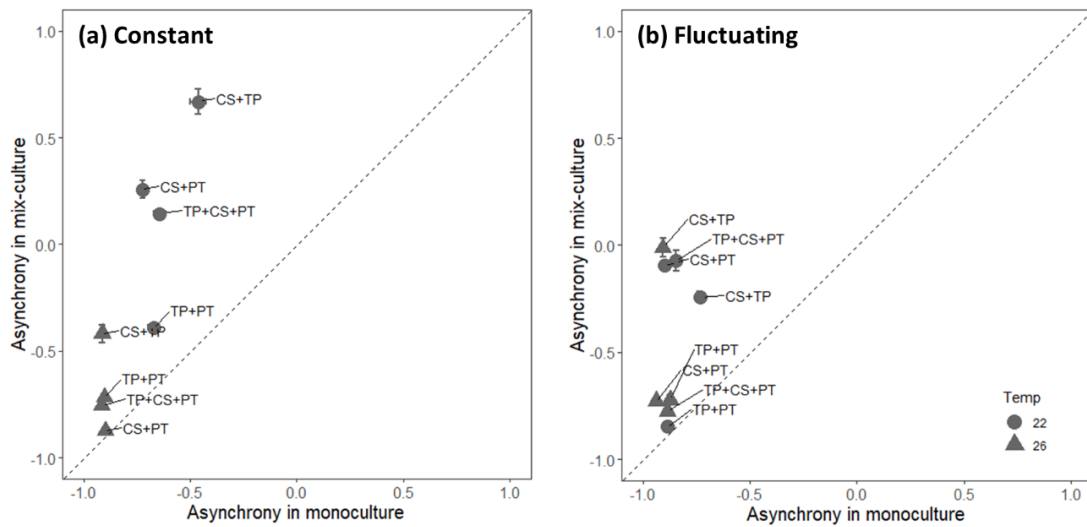 (a) Constant
1.0
0.5
0.0
-0.5
-1.0
Asynchrony in mix-culture
CS+TP
CS+PT
TP+CS+PT
TP+PT
CS+TP
TP+PT
TP+CS+PT
CS+PT
-1.0 -0.5 0.0 0.5 1.0
Asynchrony in monoculture
(b) Fluctuating
1.0
0.5
0.0
-0.5
-1.0
Asynchrony in mix-culture
CS+TP
TP+CS+PT
CS+PT
CS+TP
TP+PT
CS+PT
TP+CS+PT
TP+PT
Temp
22
26
-1.0 -0.5 0.0 0.5 1.0
Asynchrony in monoculture